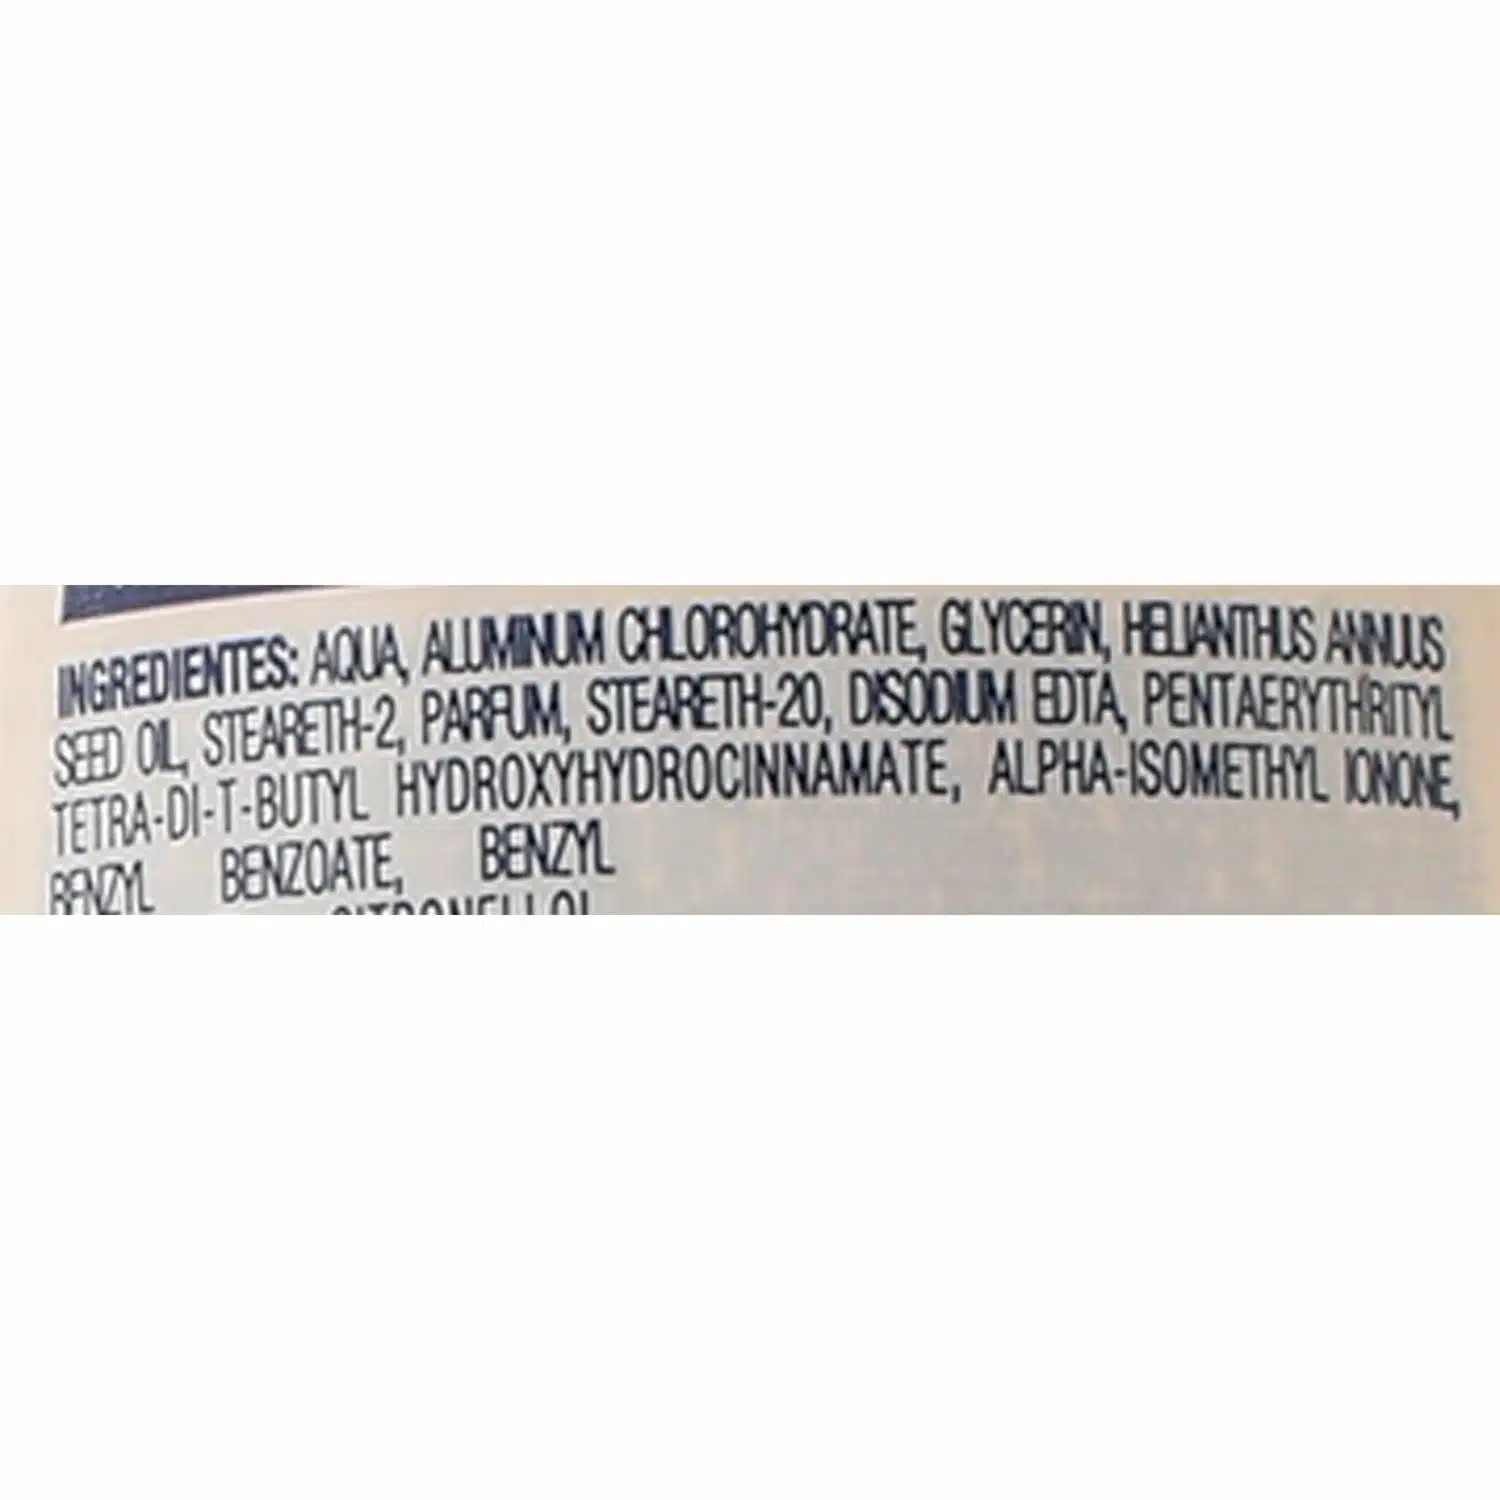 INGREDIENTES: AQUA, ALUMINUM CHLOROHYDRATE, GLYCERIN, HELIANTHUS ANNUUS
SEED OIL, STEARETH-2, PARFUM, STEARETH-20, DISODIUM EDTA, PENTAERYTHRITYL
TETRA-DI-T-BUTYL HYDROXYHYDROCINNAMATE, ALPHA-ISOMETHYL IONONE,
BENZYL BENZOATE, BENZYL
CITRONELLOL